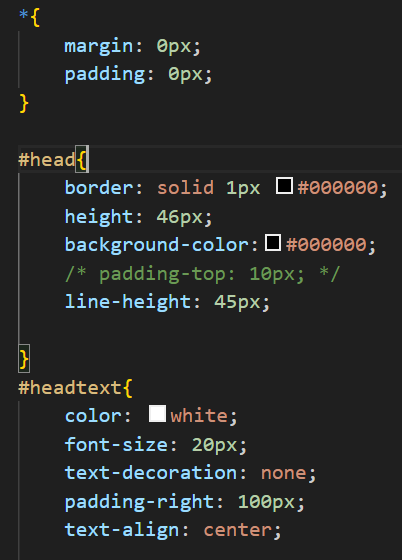 *{
margin: 0px;
padding: 0px;
}
#head{
border: solid 1px #000000;
height: 46px;
background-color:#000000;
/* padding-top: 10px; */
line-height: 45px;
}
#headtext{
color: white;
font-size: 20px;
text-decoration: none;
padding-right: 100px;
text-align: center;